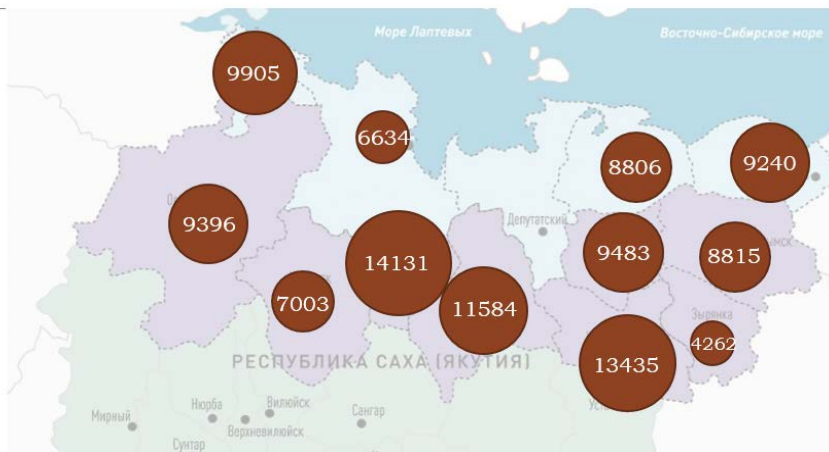 Море Лаптевых
Восточно-Сибирское море
9905
6634
8806
9240
9396
Депутатский
9483
8815
14131
7003
11584
Зырянка
4262
13435
РЕСПУБЛИКА САХА (ЯКУТИЯ)
Мирный
Нюрба
Вилюйск
Верхневилюйск
Сангар
Сунтар